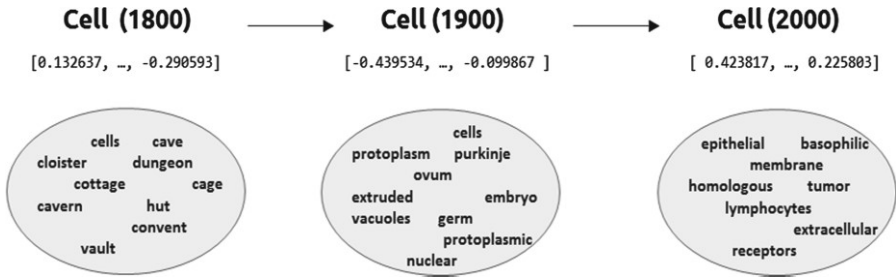 Cell (1800)
Cell (1900)
Cell (2000)
[0.132637, …, -0.290593]
[-0.439534, …, -0.099867 ]
[ 0.423817, …, 0.225803]
cells cave
cloister dungeon
cottage cage
cavern hut
convent
vault
cells
protoplasm purkinje
ovum
extruded embryo
vacuoles germ
protoplasmic
nuclear
epithelial basophilic
membrane
homologous tumor
lymphocytes
extracellular
receptors